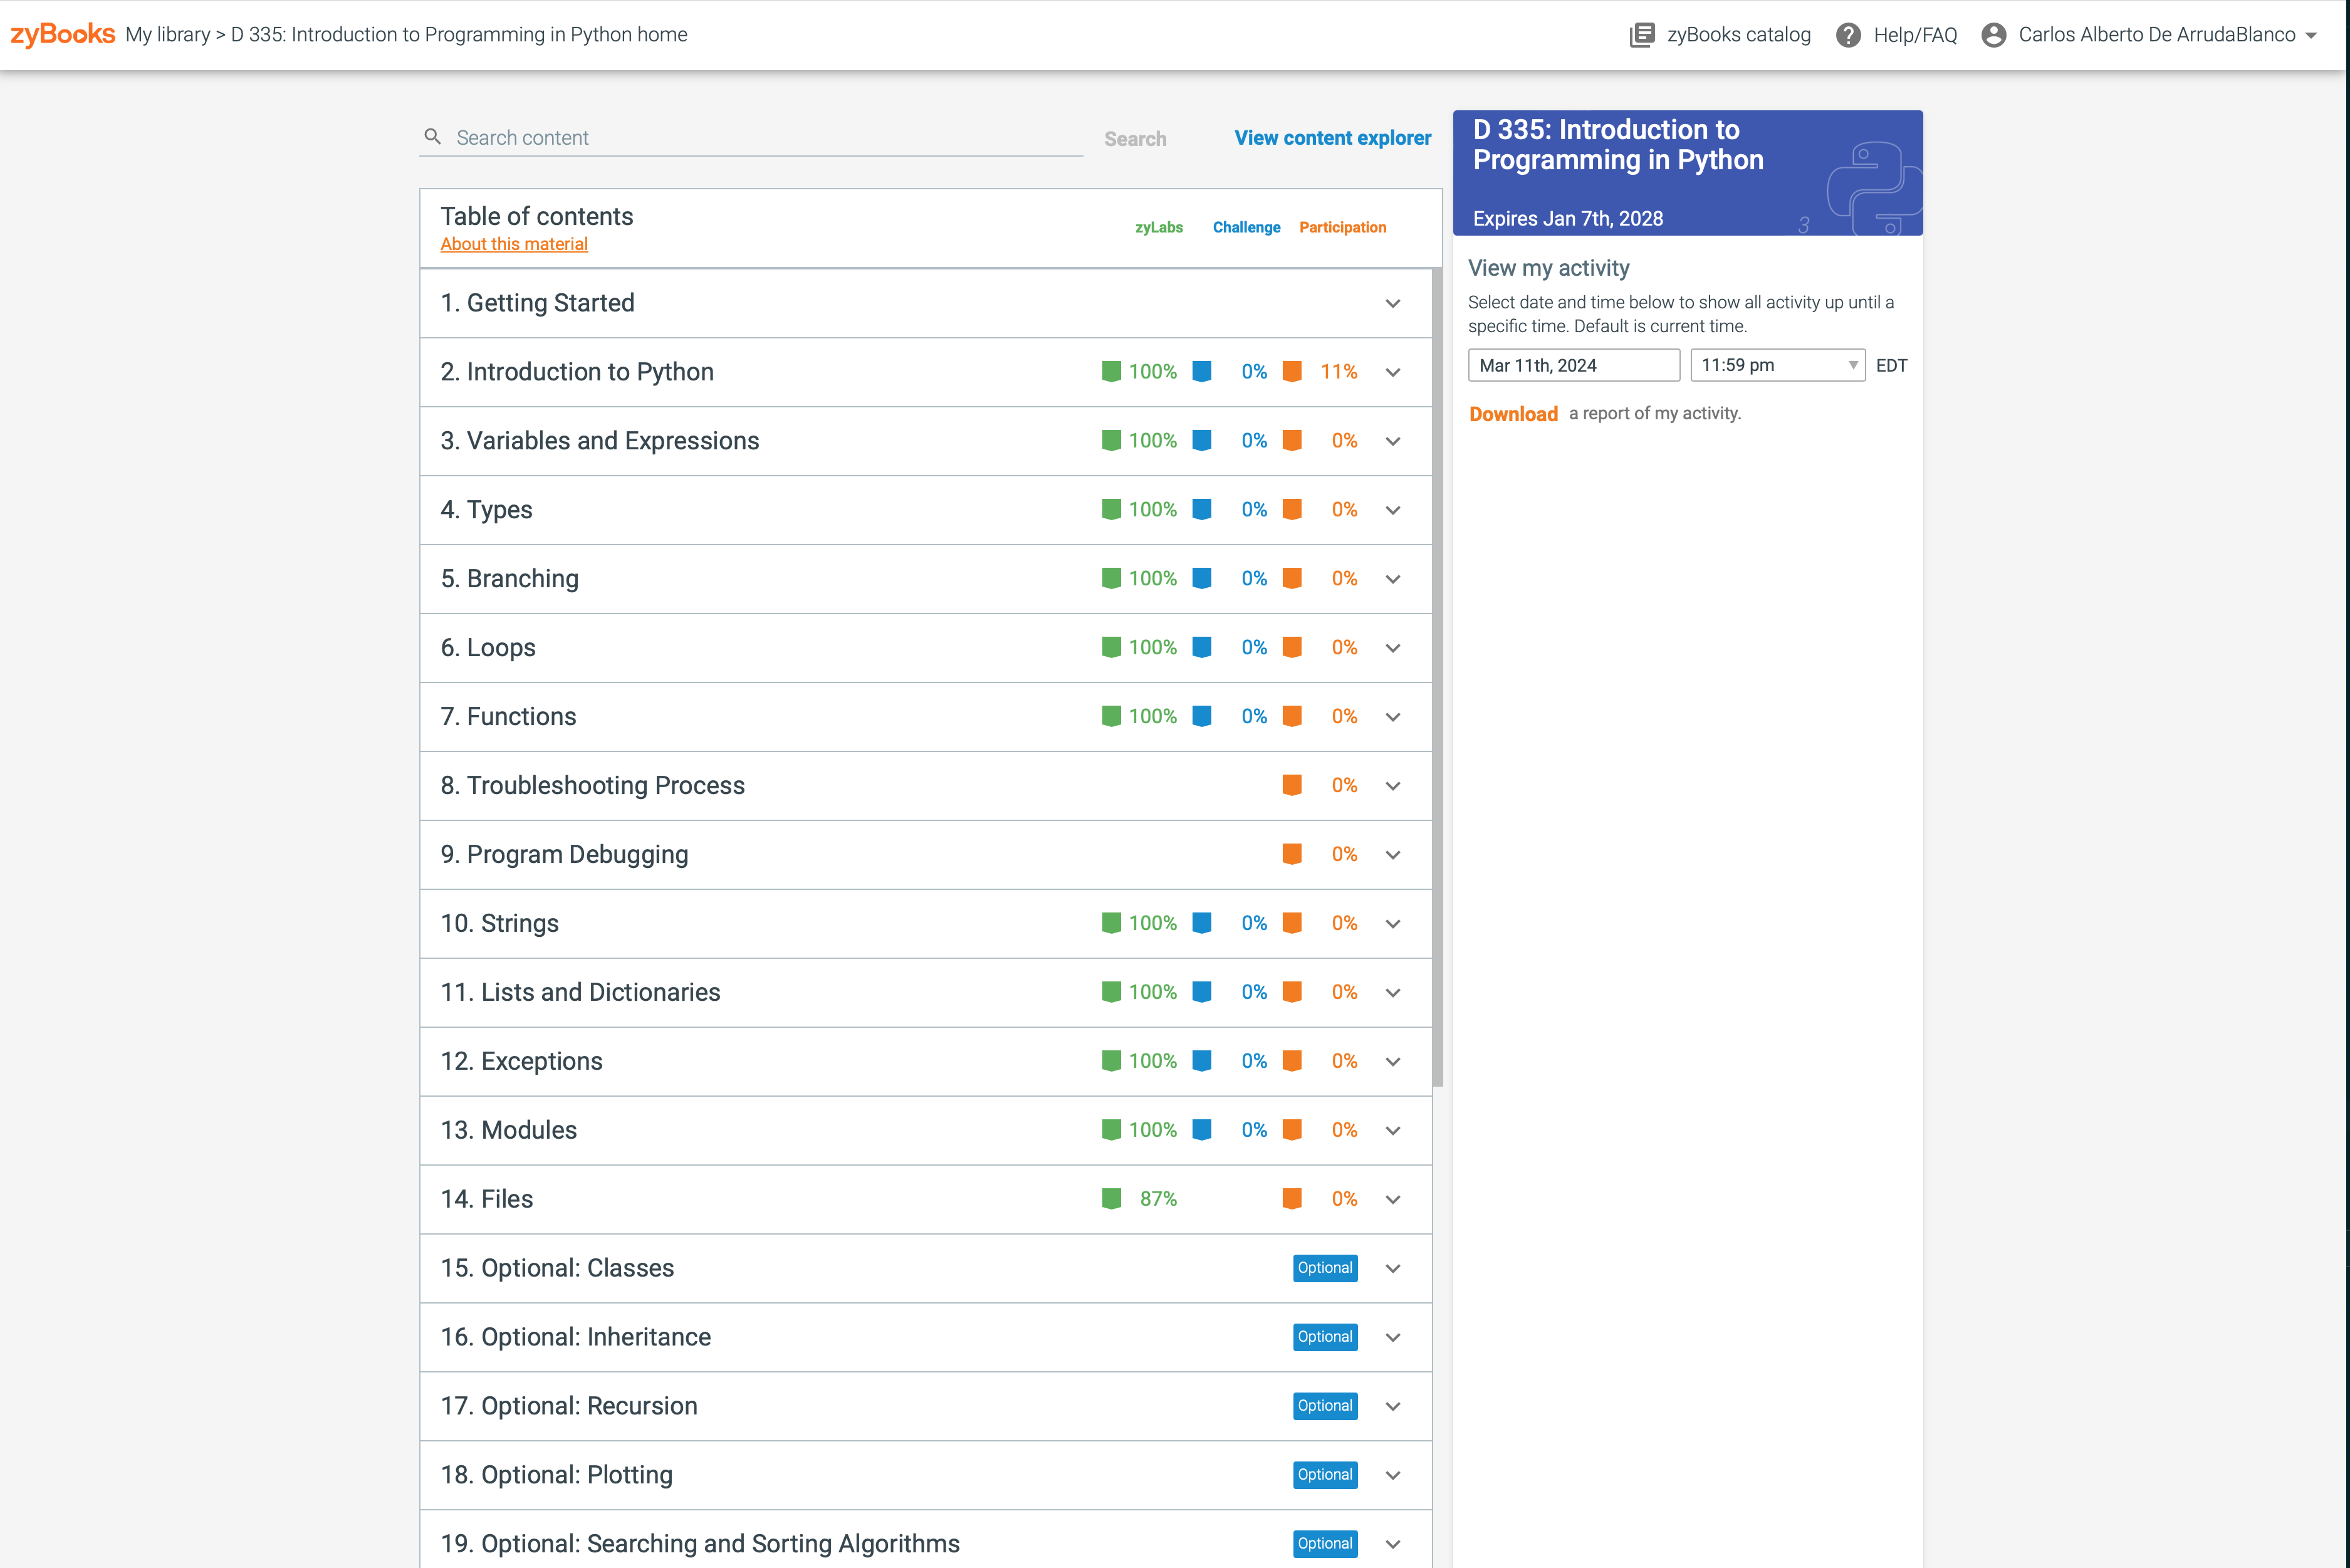 zyBooks My library > D 335: Introduction to Programming in Python home
zyBooks catalog
Help/FAQ
Carlos Alberto De ArrudaBlanco
Search content
Search
View content explorer
Table of contents
About this material
zyLabs Challenge Participation
1. Getting Started
2. Introduction to Python 100% 0% 11%
3. Variables and Expressions 100% 0% 0%
4. Types 100% 0% 0%
5. Branching 100% 0% 0%
6. Loops 100% 0% 0%
7. Functions 100% 0% 0%
8. Troubleshooting Process 0%
9. Program Debugging 0%
10. Strings 100% 0% 0%
11. Lists and Dictionaries 100% 0% 0%
12. Exceptions 100% 0% 0%
13. Modules 100% 0% 0%
14. Files 87% 0%
15. Optional: Classes Optional
16. Optional: Inheritance Optional
17. Optional: Recursion Optional
18. Optional: Plotting Optional
19. Optional: Searching and Sorting Algorithms Optional
D 335: Introduction to
Programming in Python
Expires Jan 7th, 2028
3
View my activity
Select date and time below to show all activity up until a
specific time. Default is current time.
Mar 11th, 2024 11:59 pm EDT
Download a report of my activity.